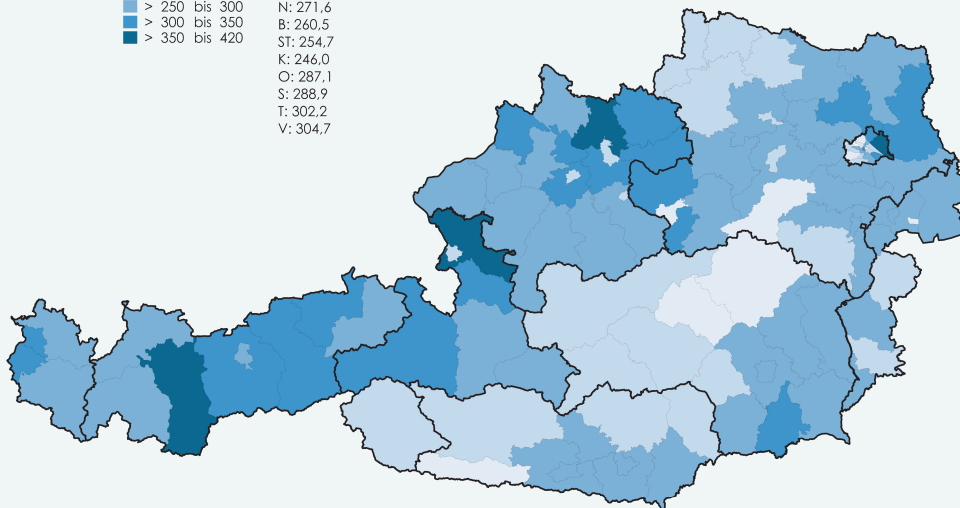 > 250 bis 300
> 300 bis 350
> 350 bis 420
N: 271,6
B: 260,5
ST: 254,7
K: 246,0
O: 287,1
S: 288,9
T: 302,2
V: 304,7